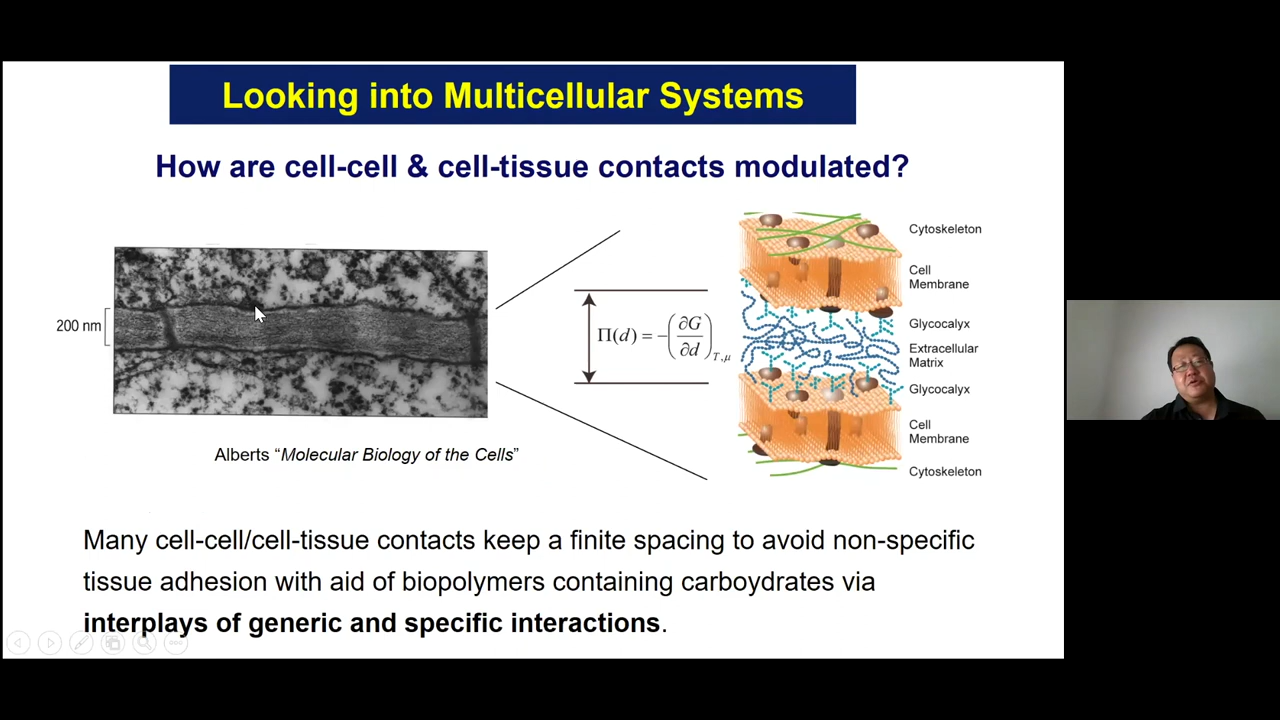 Looking into Multicellular Systems
How are cell-cell & cell-tissue contacts modulated?
200 nm
Alberts “Molecular Biology of the Cells”
Π(d) = −(∂G/∂d)T,μ
Cytoskeleton
Cell
Membrane
Glycocalyx
Extracellular
Matrix
Glycocalyx
Cell
Membrane
Cytoskeleton
Many cell-cell/cell-tissue contacts keep a finite spacing to avoid non-specific
tissue adhesion with aid of biopolymers containing carboydrates via
interplays of generic and specific interactions.